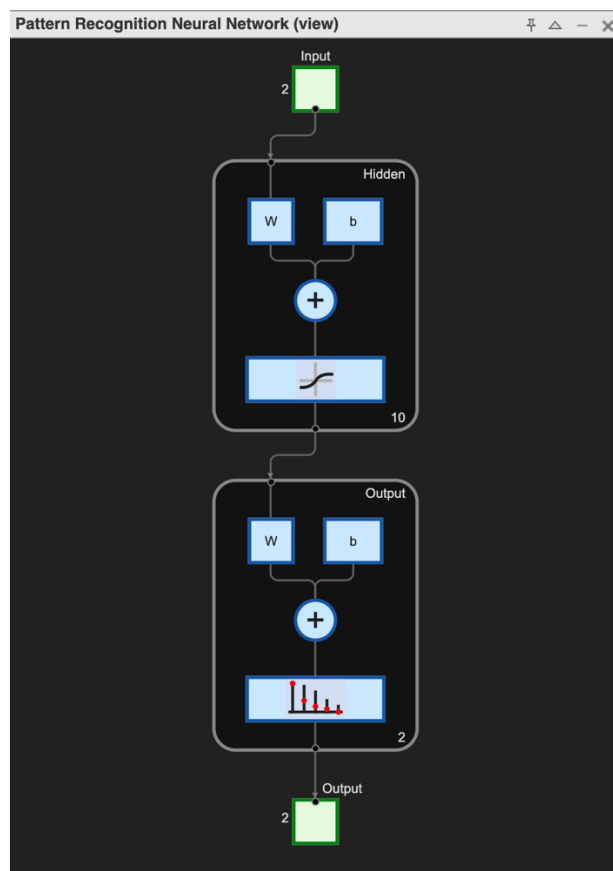 Pattern Recognition Neural Network (view)
Input
2
Hidden
W
b
+
10
Output
W
b
+
2
Output
2